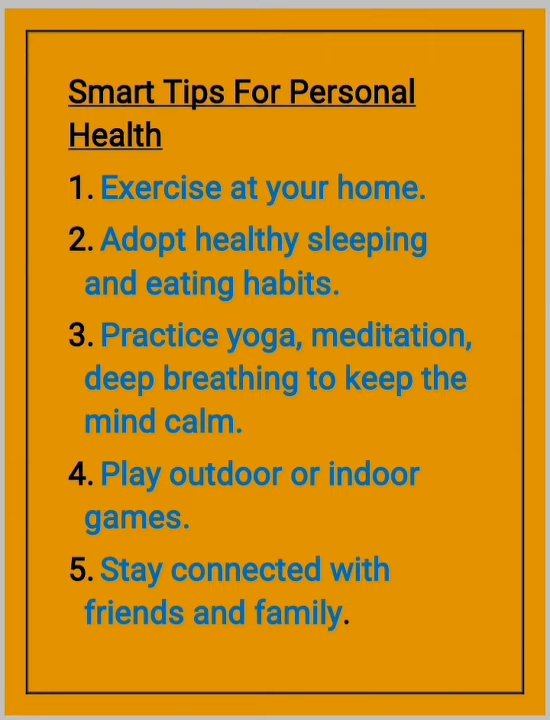 Smart Tips For Personal
Health
1. Exercise at your home.
2. Adopt healthy sleeping
and eating habits.
3. Practice yoga, meditation,
deep breathing to keep the
mind calm.
4. Play outdoor or indoor
games.
5. Stay connected with
friends and family.